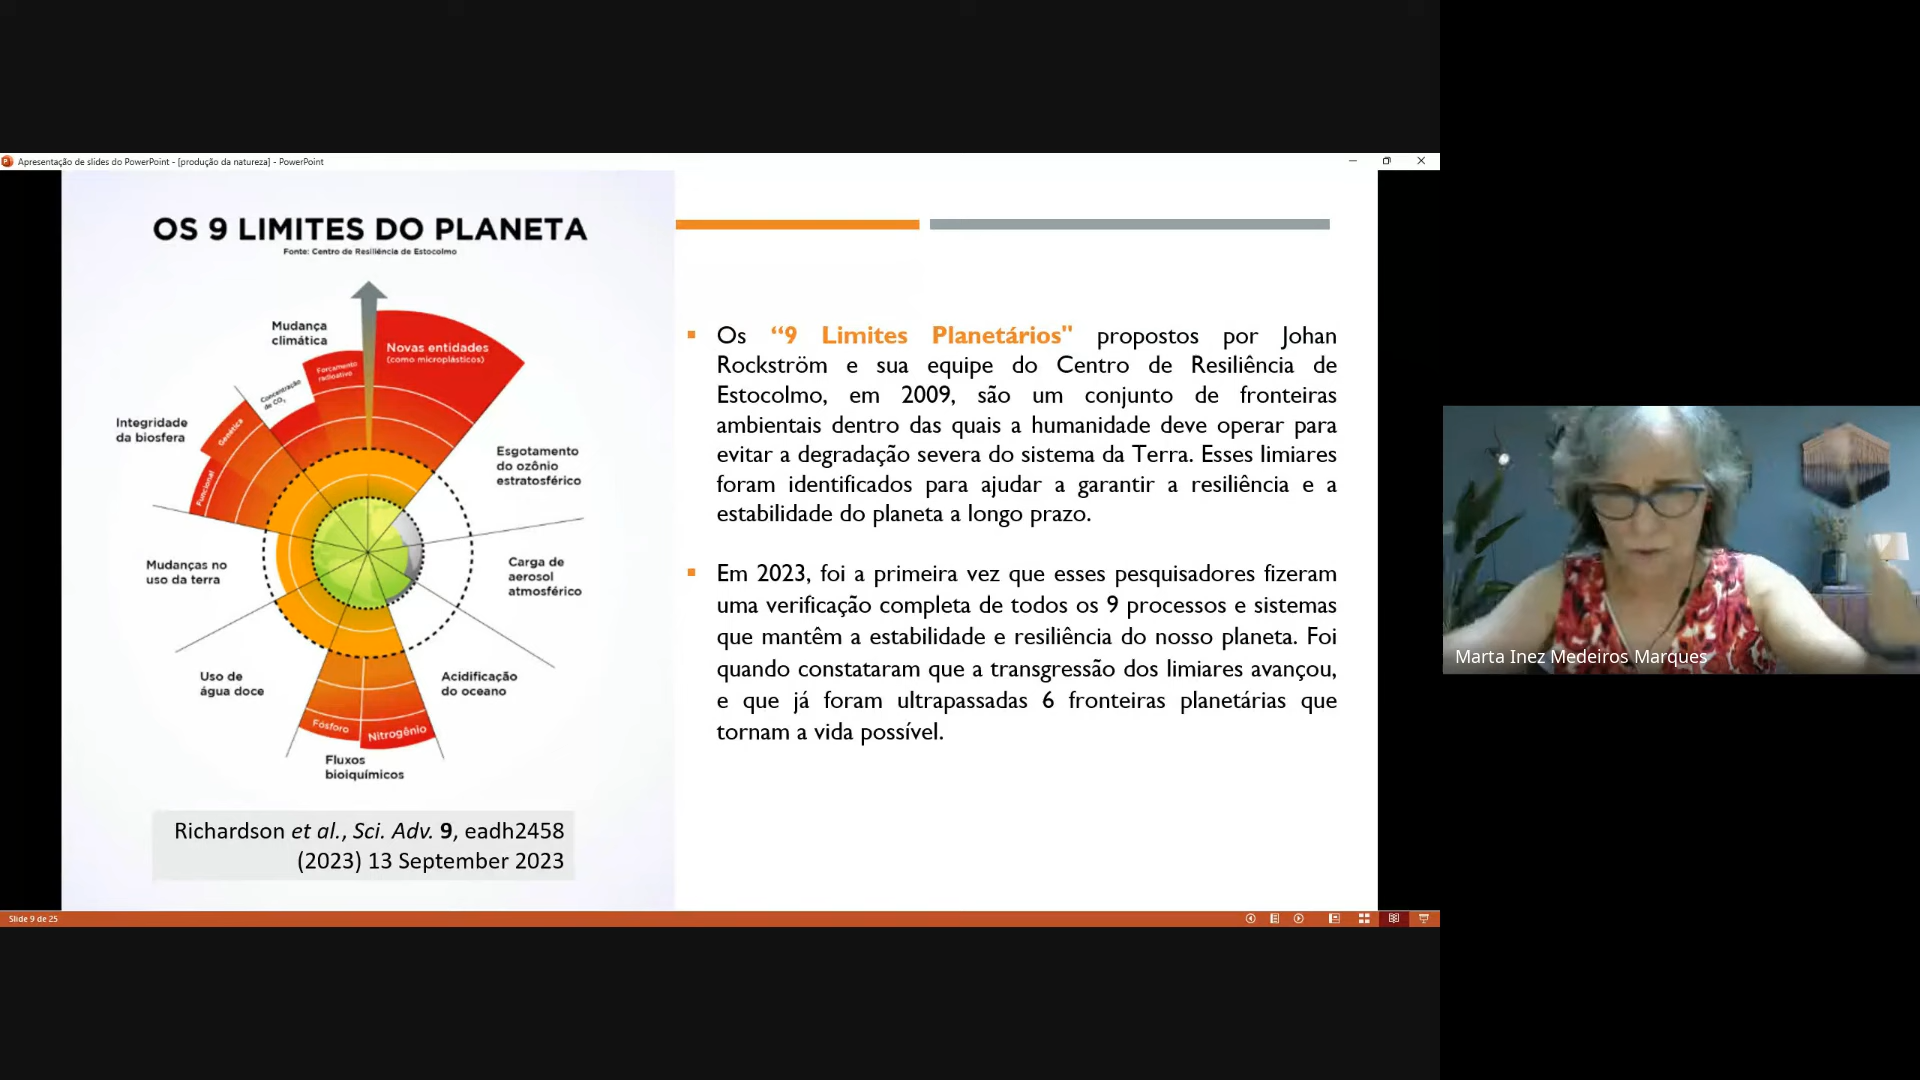 Apresentação de slides do PowerPoint - [produção da natureza] - PowerPoint
OS 9 LIMITES DO PLANETA
Fonte: Centro de Resiliência de Estocolmo
Mudança
climática
Novas entidades
(como microplásticos)
Forçamento
radioativo
Concentração
de CO₂
Integridade
da biosfera
Genética
Funcional
Esgotamento
do ozônio
estratosférico
Mudanças no
uso da terra
Carga de
aerosol
atmosférico
Uso de
água doce
Acidificação
do oceano
Fósforo
Nitrogênio
Fluxos
bioiquímicos
Richardson et al., Sci. Adv. 9, eadh2458
(2023) 13 September 2023
Os “9 Limites Planetários" propostos por Johan
Rockström e sua equipe do Centro de Resiliência de
Estocolmo, em 2009, são um conjunto de fronteiras
ambientais dentro das quais a humanidade deve operar para
evitar a degradação severa do sistema da Terra. Esses limiares
foram identificados para ajudar a garantir a resiliência e a
estabilidade do planeta a longo prazo.
Em 2023, foi a primeira vez que esses pesquisadores fizeram
uma verificação completa de todos os 9 processos e sistemas
que mantêm a estabilidade e resiliência do nosso planeta. Foi
quando constataram que a transgressão dos limiares avançou,
e que já foram ultrapassadas 6 fronteiras planetárias que
tornam a vida possível.
Slide 9 de 25
Marta Inez Medeiros Marques